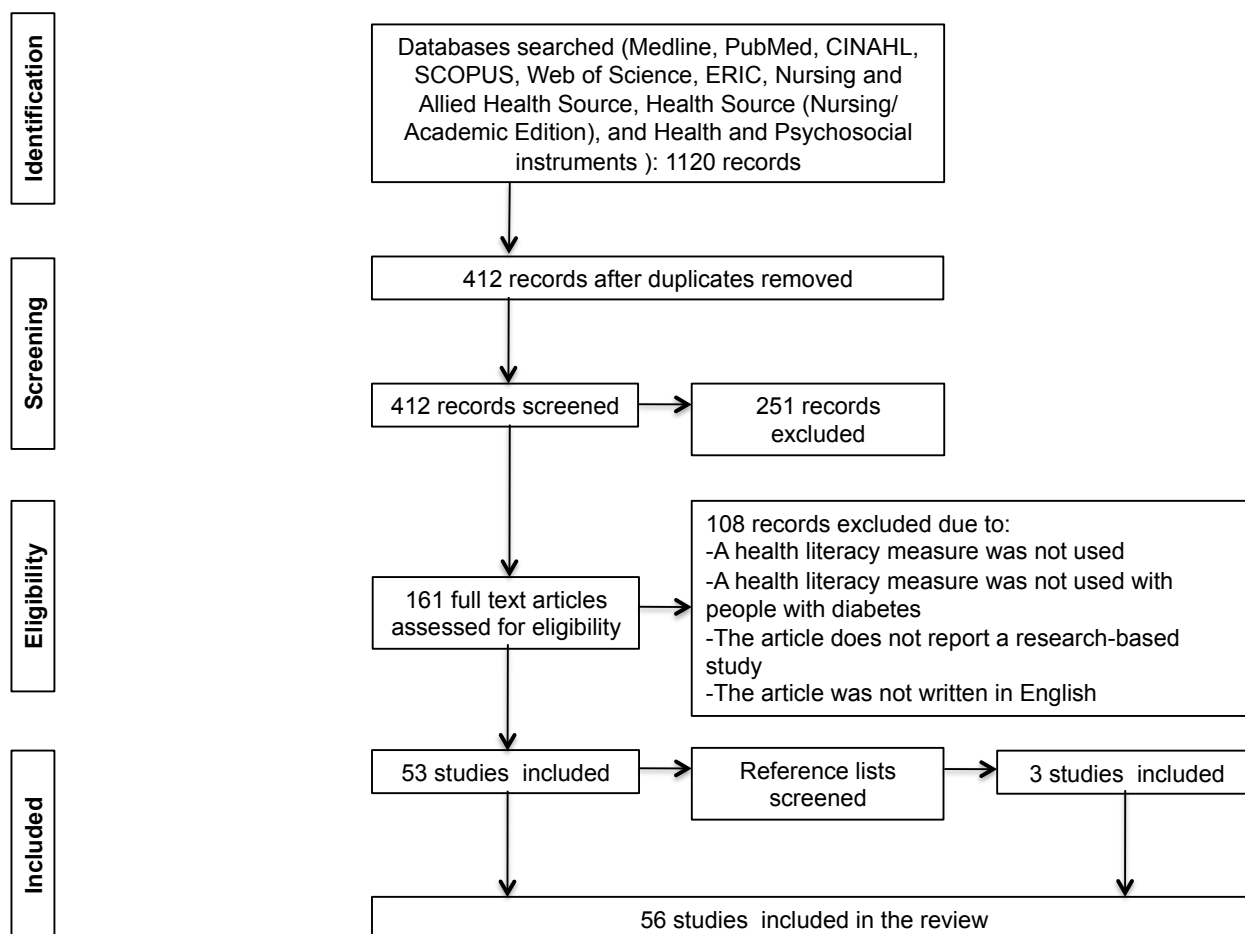 Identification
Databases searched (Medline, PubMed, CINAHL,
SCOPUS, Web of Science, ERIC, Nursing and
Allied Health Source, Health Source (Nursing/
Academic Edition), and Health and Psychosocial
instruments ): 1120 records
Screening
412 records after duplicates removed
412 records screened
251 records
excluded
Eligibility
161 full text articles
assessed for eligibility
108 records excluded due to:
-A health literacy measure was not used
-A health literacy measure was not used with
people with diabetes
-The article does not report a research-based
study
-The article was not written in English
Included
53 studies included
Reference lists
screened
3 studies included
56 studies included in the review